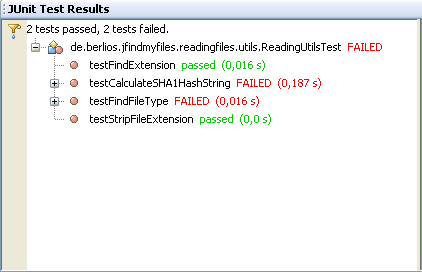 JUnit Test Results
2 tests passed, 2 tests failed.
de.berlios.jfindmyfiles.readingfiles.utils.ReadingUtilsTest FAILED
testFindExtension passed (0,016 s)
testCalculateSHA1HashString FAILED (0,187 s)
testFindFileType FAILED (0,016 s)
testStripFileExtension passed (0,0 s)